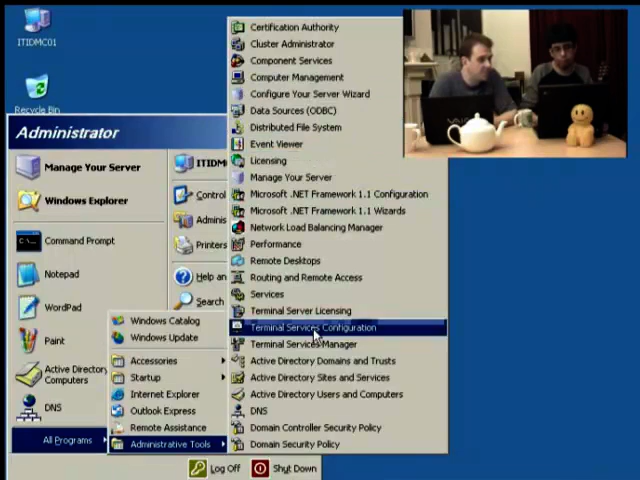 ITIDMC01
Recycle Bin
Administrator
Manage Your Server
Windows Explorer
Command Prompt
Notepad
WordPad
Paint
Active Directory
Computers
DNS
All Programs
ITIDM
Control
Adminis
Printers
Help an
Search
Windows Catalog
Windows Update
Accessories
Startup
Internet Explorer
Outlook Express
Remote Assistance
Administrative Tools
Certification Authority
Cluster Administrator
Component Services
Computer Management
Configure Your Server Wizard
Data Sources (ODBC)
Distributed File System
Event Viewer
Licensing
Manage Your Server
Microsoft .NET Framework 1.1 Configuration
Microsoft .NET Framework 1.1 Wizards
Network Load Balancing Manager
Performance
Remote Desktops
Routing and Remote Access
Services
Terminal Server Licensing
Terminal Services Configuration
Terminal Services Manager
Active Directory Domains and Trusts
Active Directory Sites and Services
Active Directory Users and Computers
DNS
Domain Controller Security Policy
Domain Security Policy
Log Off
Shut Down